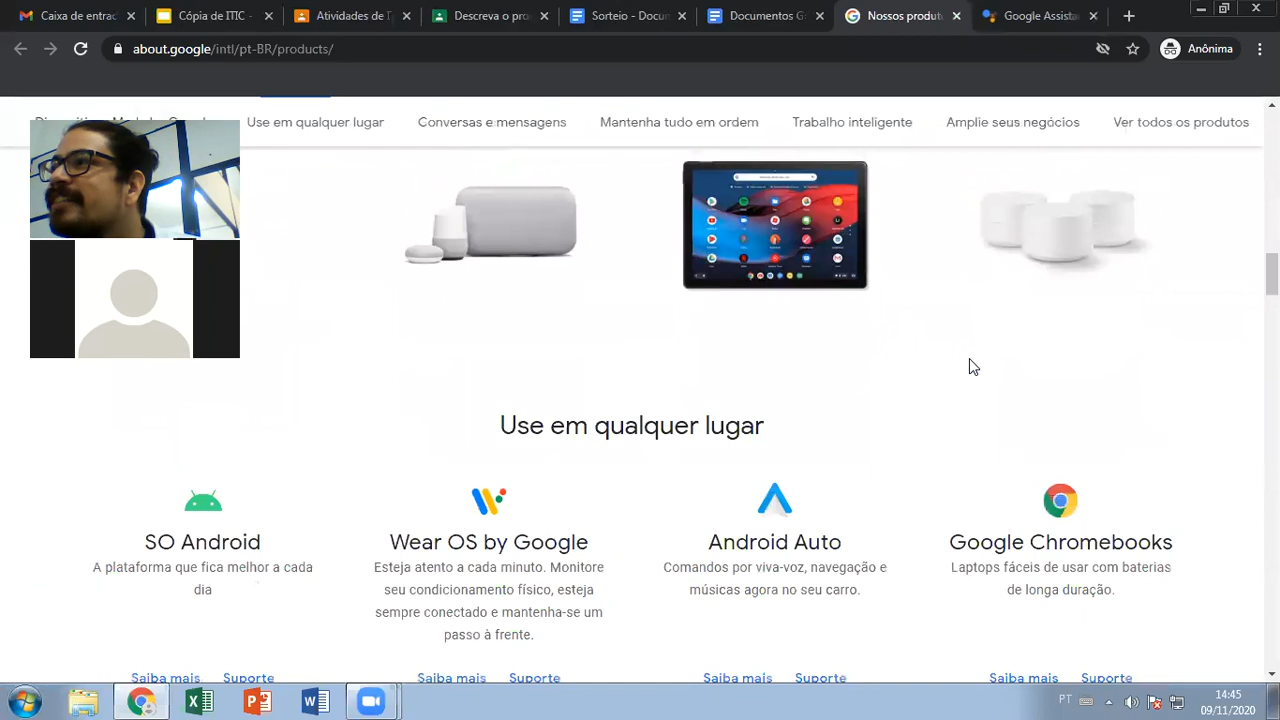 Caixa de entrac
Cópia de ITIC -
Atividades de I
Descreva o pro
Sorteio - Docum
Documentos G
Nossos produt
Google Assista
about.google/intl/pt-BR/products/
Anônima
Use em qualquer lugar
Conversas e mensagens
Mantenha tudo em ordem
Trabalho inteligente
Amplie seus negócios
Ver todos os produtos
Use em qualquer lugar
SO Android
A plataforma que fica melhor a cada
dia
Saiba mais Suporte
Wear OS by Google
Esteja atento a cada minuto. Monitore
seu condicionamento físico, esteja
sempre conectado e mantenha-se um
passo à frente.
Saiba mais Suporte
Android Auto
Comandos por viva-voz, navegação e
músicas agora no seu carro.
Saiba mais Suporte
Google Chromebooks
Laptops fáceis de usar com baterias
de longa duração.
Saiba mais Suporte
PT
14:45
09/11/2020